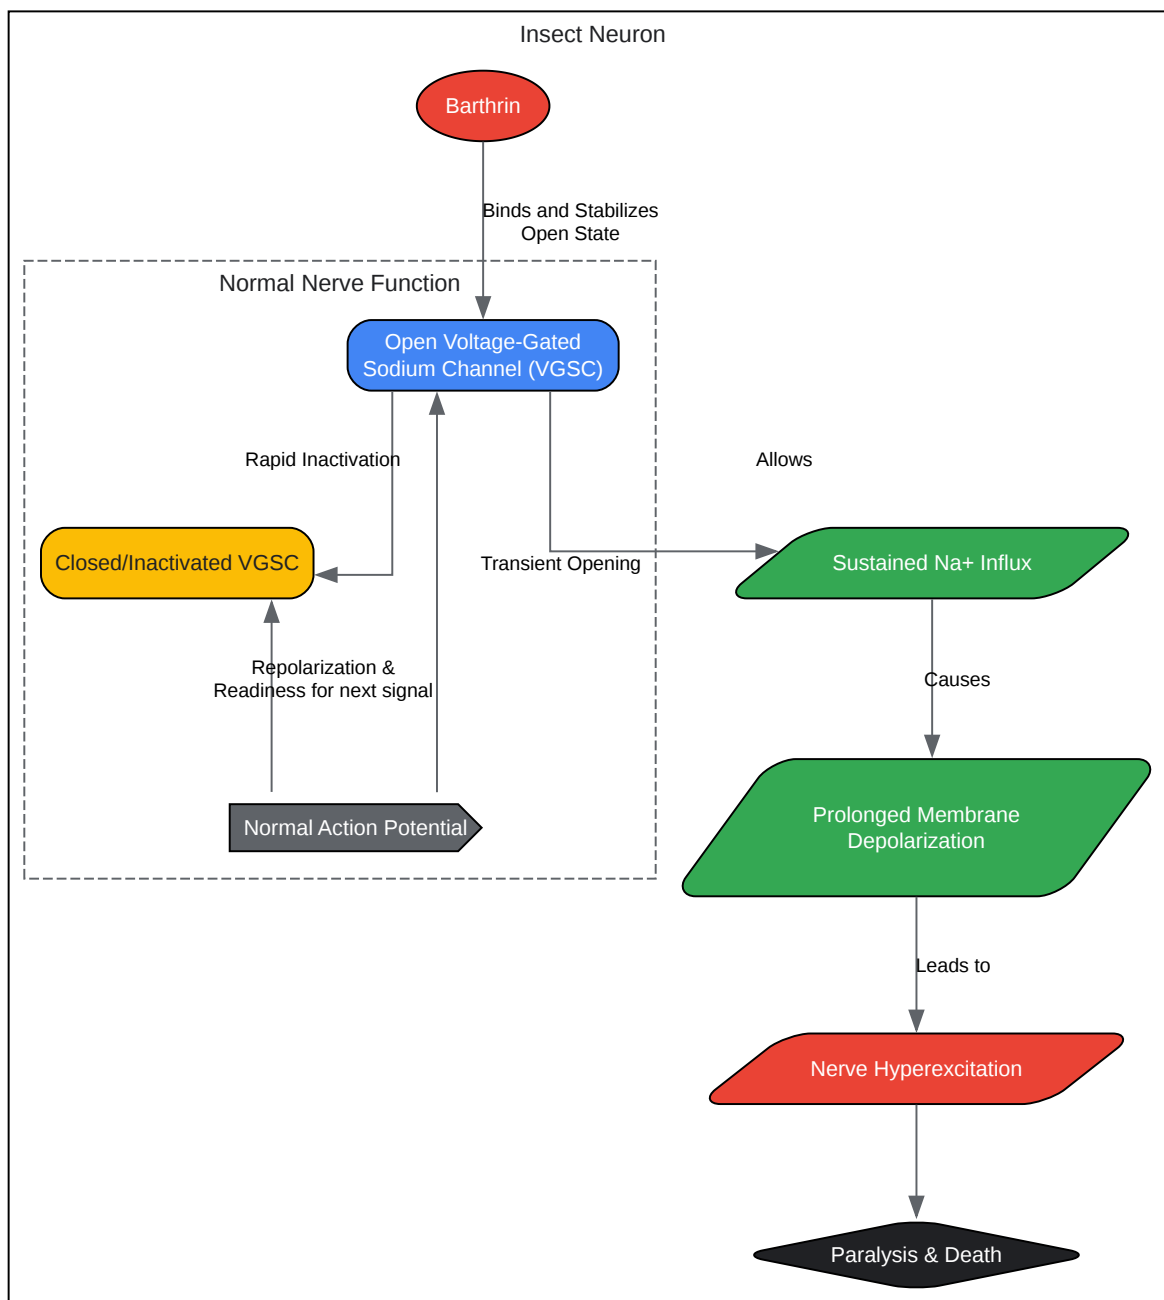 Insect Neuron
Barthrin
Binds and Stabilizes
Open State
Normal Nerve Function
Open Voltage-Gated
Sodium Channel (VGSC)
Rapid Inactivation
Allows
Closed/Inactivated VGSC
Transient Opening
Sustained Na+ Influx
Repolarization &
Readiness for next signal
Causes
Normal Action Potential
Prolonged Membrane
Depolarization
Leads to
Nerve Hyperexcitation
Paralysis & Death